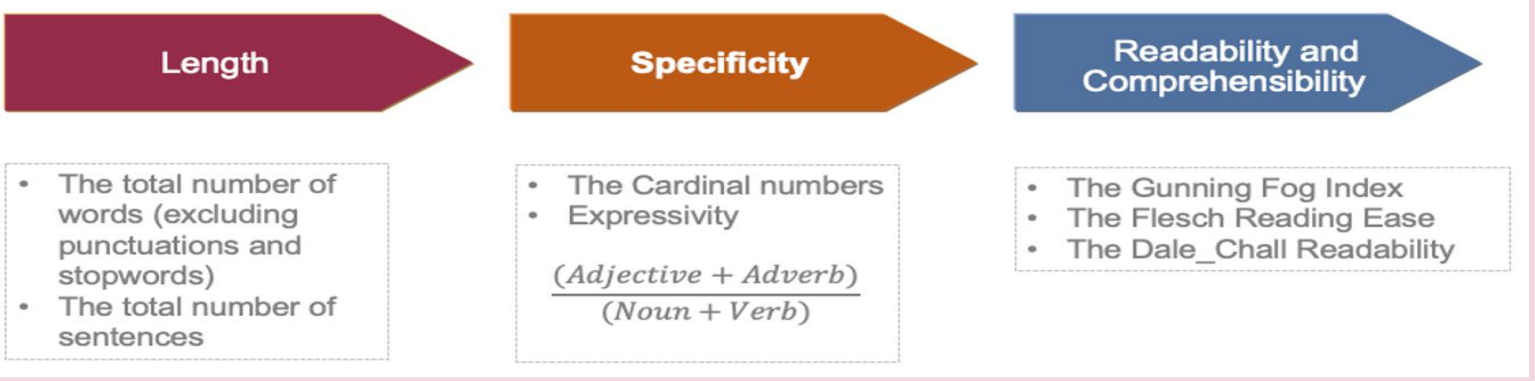 Length
• The total number of
words (excluding
punctuations and
stopwords)
• The total number of
sentences
Specificity
• The Cardinal numbers
• Expressivity
(Adjective + Adverb)
(Noun + Verb)
Readability and
Comprehensibility
• The Gunning Fog Index
• The Flesch Reading Ease
• The Dale_Chall Readability